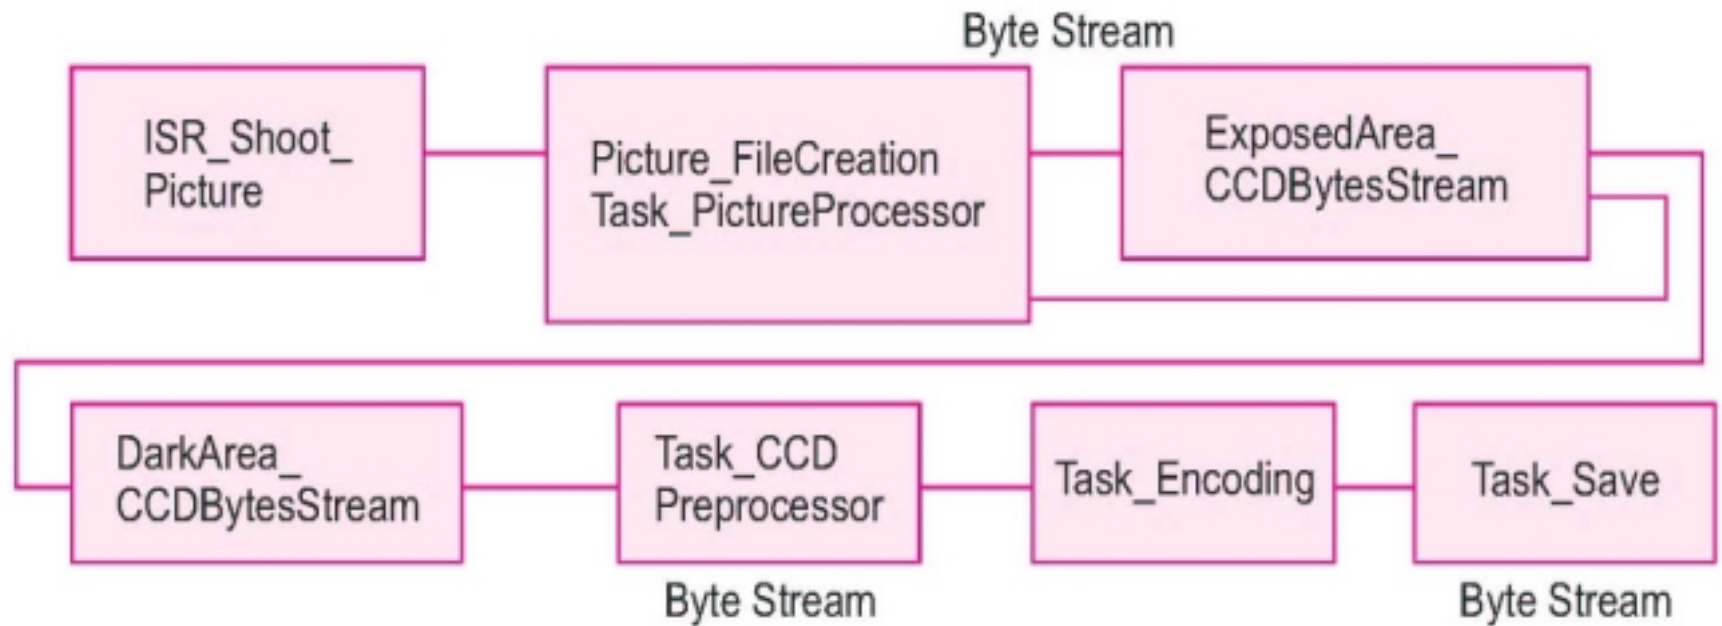 Byte Stream
ISR_Shoot_
Picture
Picture_FileCreation
Task_PictureProcessor
ExposedArea_
CCDBytesStream
DarkArea_
CCDBytesStream
Task_CCD
Preprocessor
Task_Encoding
Task_Save
Byte Stream
Byte Stream